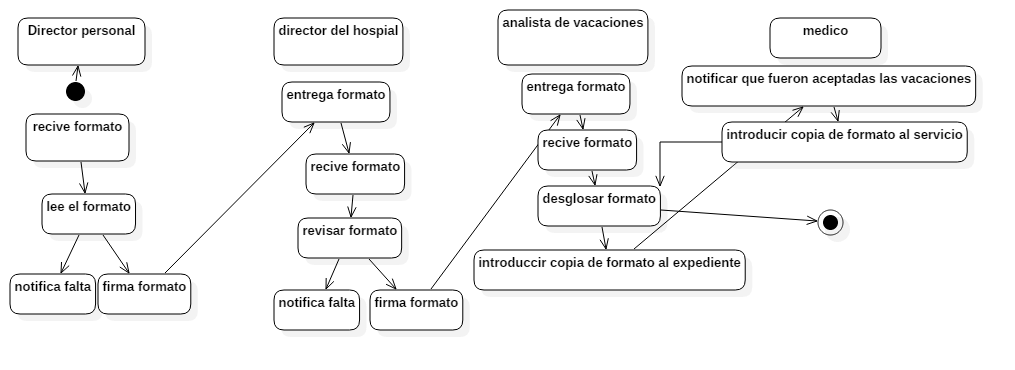 Director personal
recive formato
lee el formato
notifica falta
firma formato
director del hospial
entrega formato
recive formato
revisar formato
notifica falta
firma formato
analista de vacaciones
entrega formato
recive formato
desglosar formato
introduccir copia de formato al expediente
medico
notificar que fueron aceptadas las vacaciones
introducir copia de formato al servicio